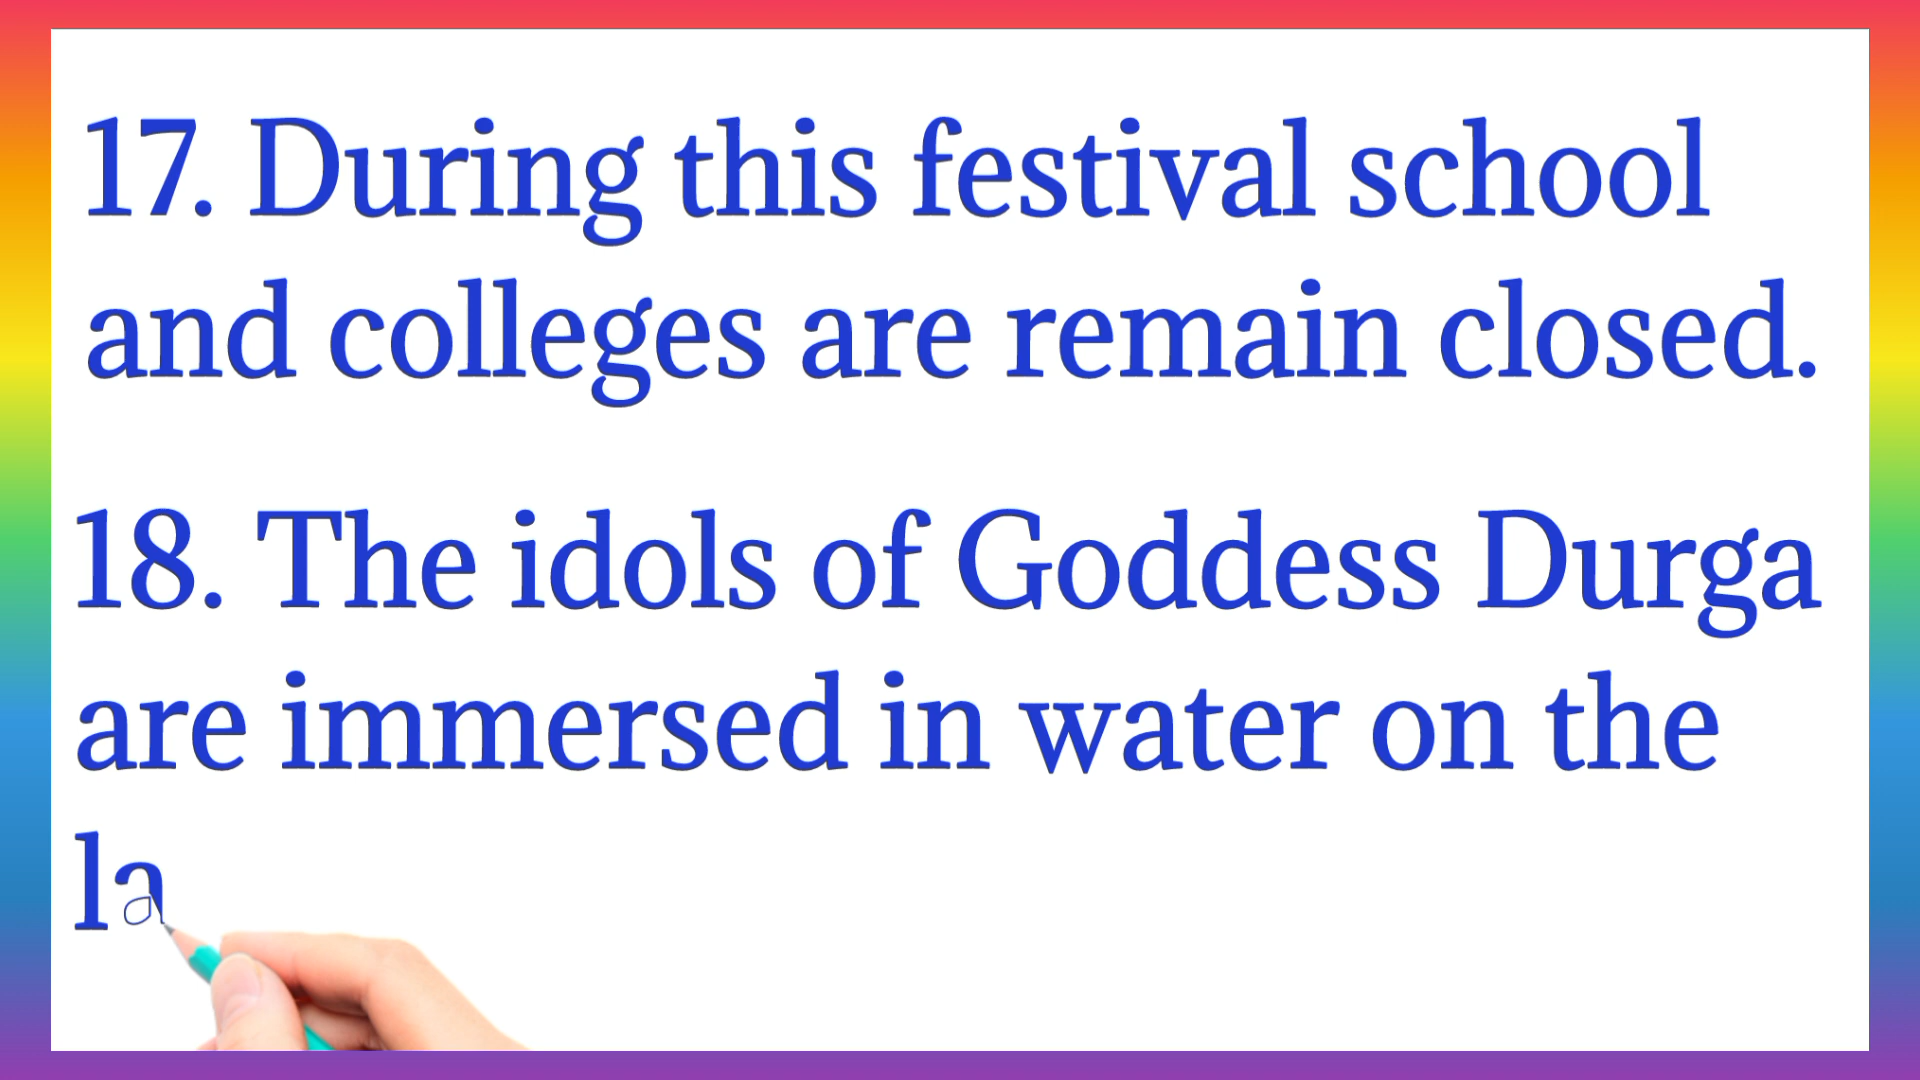 17. During this festival school
and colleges are remain closed.
18. The idols of Goddess Durga
are immersed in water on the
la